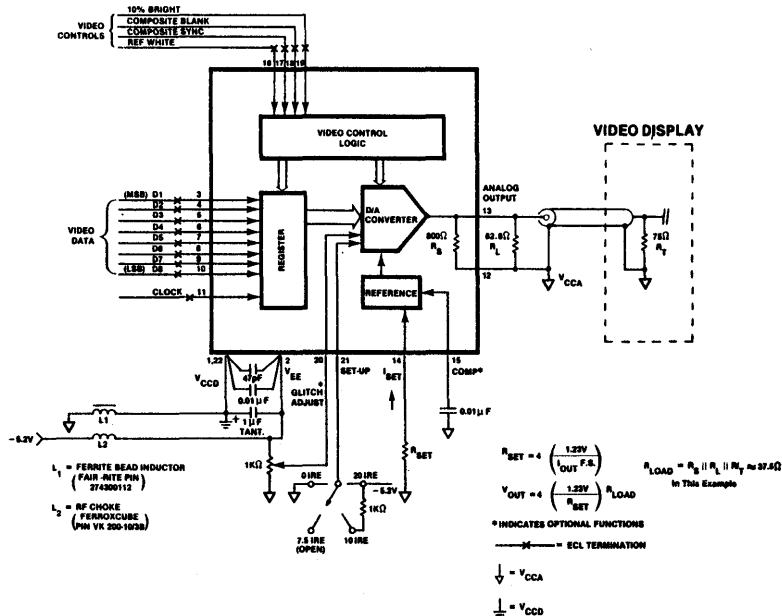 10% BRIGHT
COMPOSITE BLANK
COMPOSITE SYNC
REF WHITE
VIDEO CONTROLS
16 17 18 19
VIDEO CONTROL LOGIC
VIDEO DISPLAY
(MSB) D1 3
D2 4
D3 5
D4 6
D5 7
D6 8
D7 9
(LSB) D8 10
VIDEO DATA
CLOCK 11
REGISTER
D/A CONVERTER
REFERENCE
ANALOG OUTPUT
13
800Ω RS
82.5Ω RL
12
VCCA
75Ω RT
1,22
2
20
21
14
15
VCCD
47pF
VEE
0.01μF
1μF
TANT.
+
*
GLITCH ADJUST
SET-UP
ISET
COMP*
0.01μF
L1
-5.2V
L2
1KΩ
RSET
0 IRE
20 IRE
-5.2V
1KΩ
7.5 IRE (OPEN)
10 IRE
L1 = FERRITE BEAD INDUCTOR
(FAIR-RITE PIN
274300112
L2 = RF CHOKE
(FERROXCUBE
PIN VK 200-10/3B)
RSET = 4 (1.23V / IOUT F.S.)
VOUT = 4 (1.23V / RSET) RLOAD
RLOAD = RS || RL || RT ≈ 37.5Ω
In This Example
* INDICATES OPTIONAL FUNCTIONS
= ECL TERMINATION
= VCCA
= VCCD